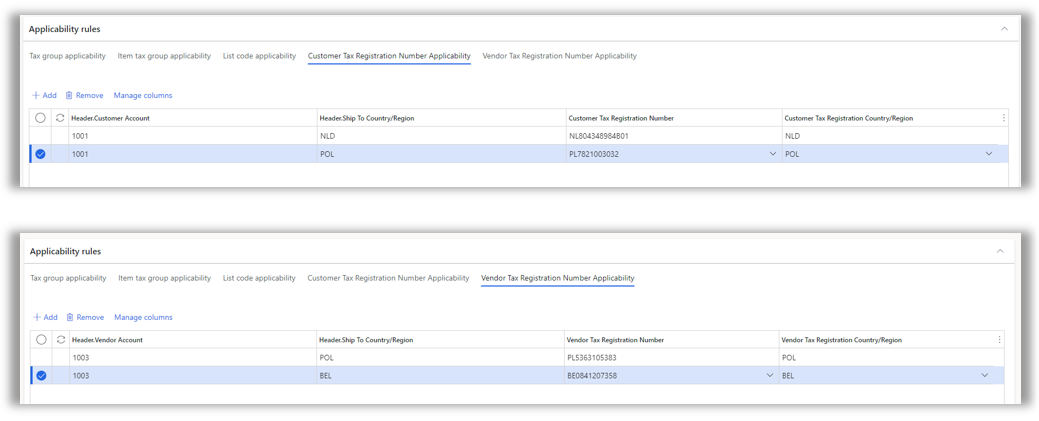 Applicability rules
Tax group applicability Item tax group applicability List code applicability Customer Tax Registration Number Applicability Vendor Tax Registration Number Applicability
+ Add Remove Manage columns
Header.Customer Account Header.Ship To Country/Region Customer Tax Registration Number Customer Tax Registration Country/Region
1001 NLD NL804348984B01 NLD
1001 POL PL7821003032 POL
Applicability rules
Tax group applicability Item tax group applicability List code applicability Customer Tax Registration Number Applicability Vendor Tax Registration Number Applicability
+ Add Remove Manage columns
Header.Vendor Account Header.Ship To Country/Region Vendor Tax Registration Number Vendor Tax Registration Country/Region
1003 POL PL5363105383 POL
1003 BEL BE0841207358 BEL